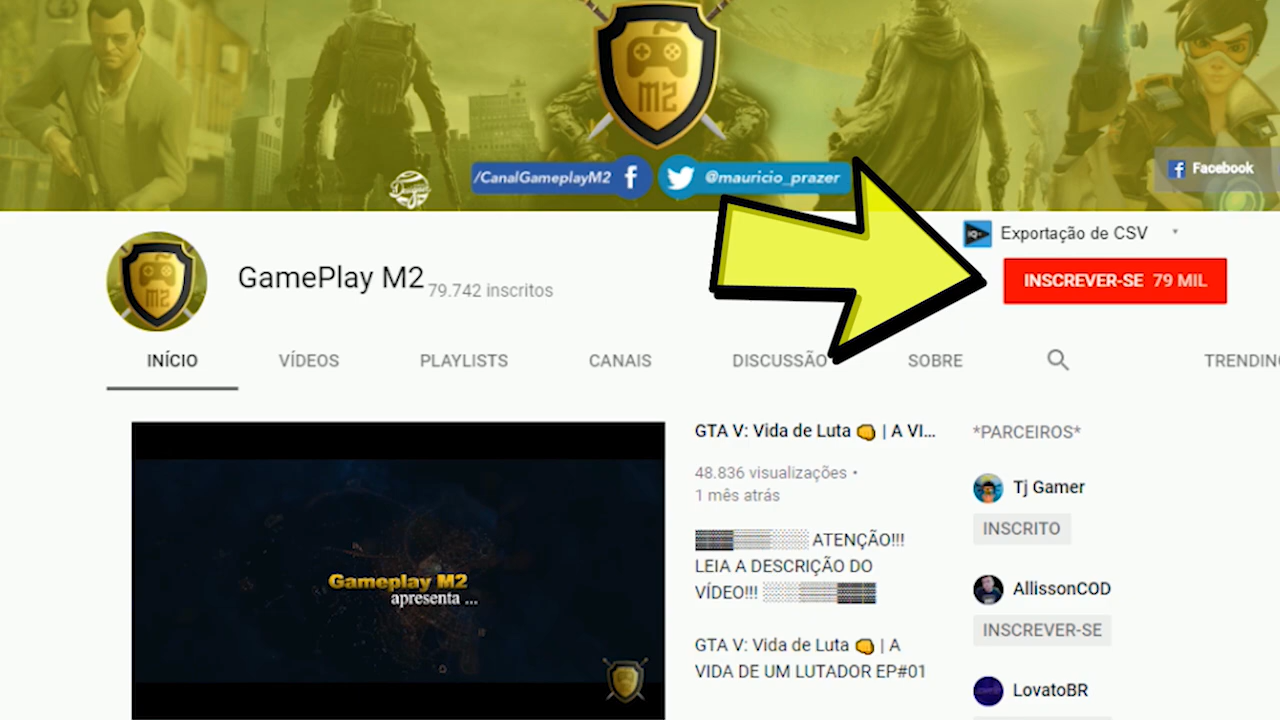 M2
/CanalGameplayM2
@mauricio_prazer
Facebook
Exportação de CSV
M2
GamePlay M2 79.742 inscritos
INSCREVER-SE 79 MIL
INÍCIO VÍDEOS PLAYLISTS CANAIS DISCUSSÃO SOBRE
GTA V: Vida de Luta 👊 | A VI...
48.836 visualizações •
1 mês atrás
▓▓▓▒▒▒░░░ ATENÇÃO!!!
LEIA A DESCRIÇÃO DO
VÍDEO!!! ░░░▒▒▒▓▓▓
GTA V: Vida de Luta 👊 | A
VIDA DE UM LUTADOR EP#01
Gameplay M2
apresenta ...
*PARCEIROS*
Tj Gamer
INSCRITO
AllissonCOD
INSCREVER-SE
LovatoBR